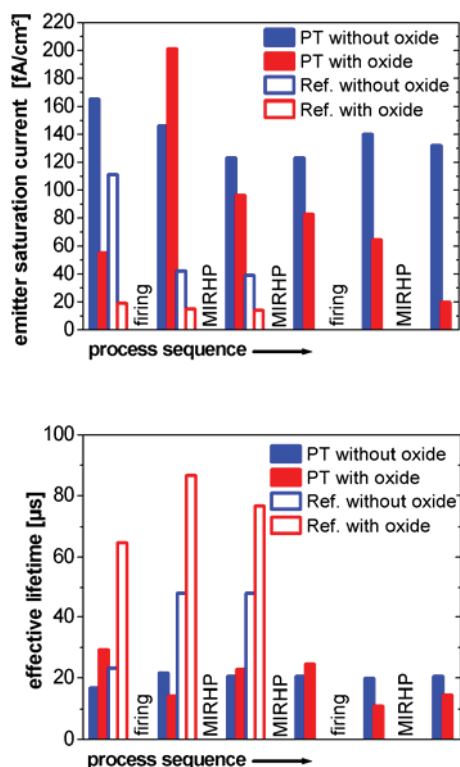 emitter saturation current [fA/cm²]
220
200
180
160
140
120
100
80
60
40
20
0
PT without oxide
PT with oxide
Ref. without oxide
Ref. with oxide
firing
MIRHP
MIRHP
firing
MIRHP
process sequence
effective lifetime [µs]
100
80
60
40
20
0
PT without oxide
PT with oxide
Ref. without oxide
Ref. with oxide
firing
MIRHP
MIRHP
firing
MIRHP
process sequence